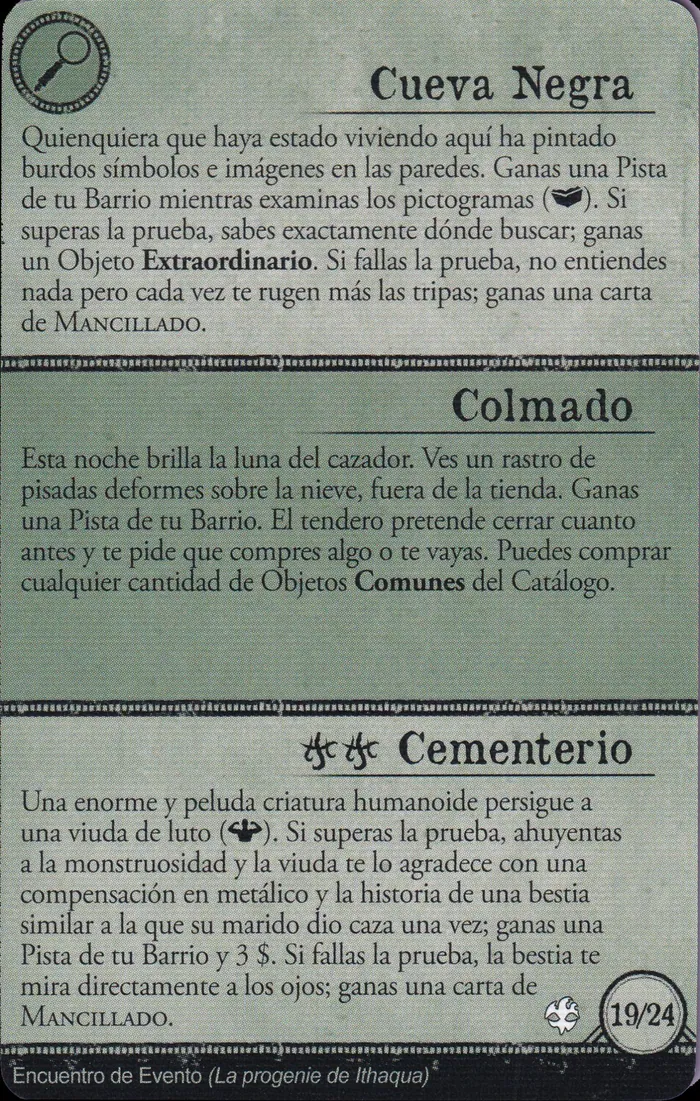 Cueva Negra
Quienquiera que haya estado viviendo aquí ha pintado
burdos símbolos e imágenes en las paredes. Ganas una Pista
de tu Barrio mientras examinas los pictogramas ( ). Si
superas la prueba, sabes exactamente dónde buscar; ganas
un Objeto Extraordinario. Si fallas la prueba, no entiendes
nada pero cada vez te rugen más las tripas; ganas una carta
de MANCILLADO.
Colmado
Esta noche brilla la luna del cazador. Ves un rastro de
pisadas deformes sobre la nieve, fuera de la tienda. Ganas
una Pista de tu Barrio. El tendero pretende cerrar cuanto
antes y te pide que compres algo o te vayas. Puedes comprar
cualquier cantidad de Objetos Comunes del Catálogo.
Cementerio
Una enorme y peluda criatura humanoide persigue a
una viuda de luto ( ). Si superas la prueba, ahuyentas
a la monstruosidad y la viuda te lo agradece con una
compensación en metálico y la historia de una bestia
similar a la que su marido dio caza una vez; ganas una
Pista de tu Barrio y 3 $. Si fallas la prueba, la bestia te
mira directamente a los ojos; ganas una carta de
MANCILLADO.
19/24
Encuentro de Evento (La progenie de Ithaqua)